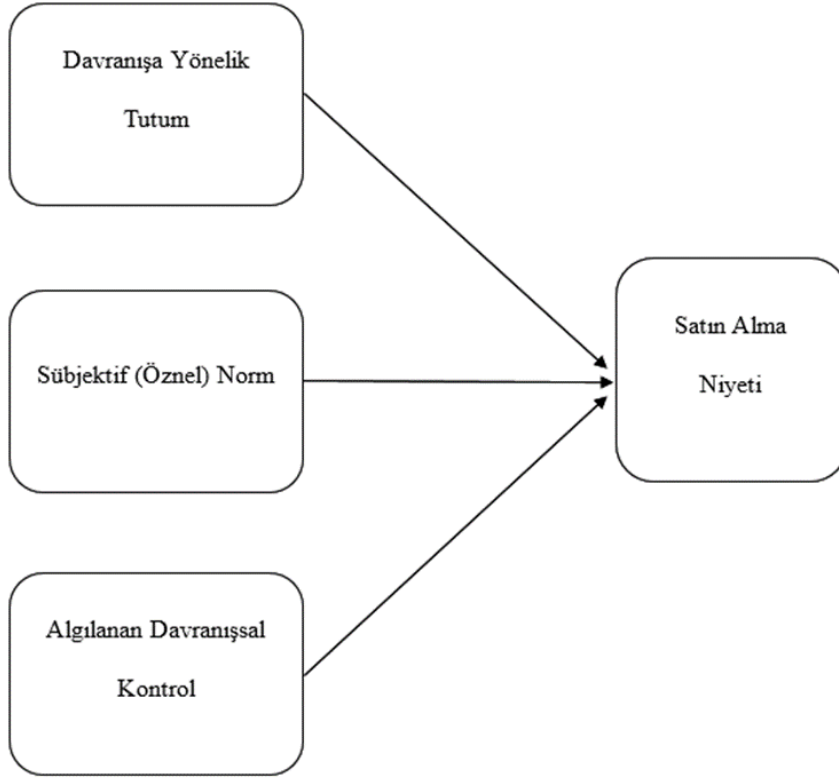 Davranışa Yönelik
Tutum
Sübjektif (Öznel) Norm
Satın Alma
Niyeti
Algılanan Davranışsal
Kontrol